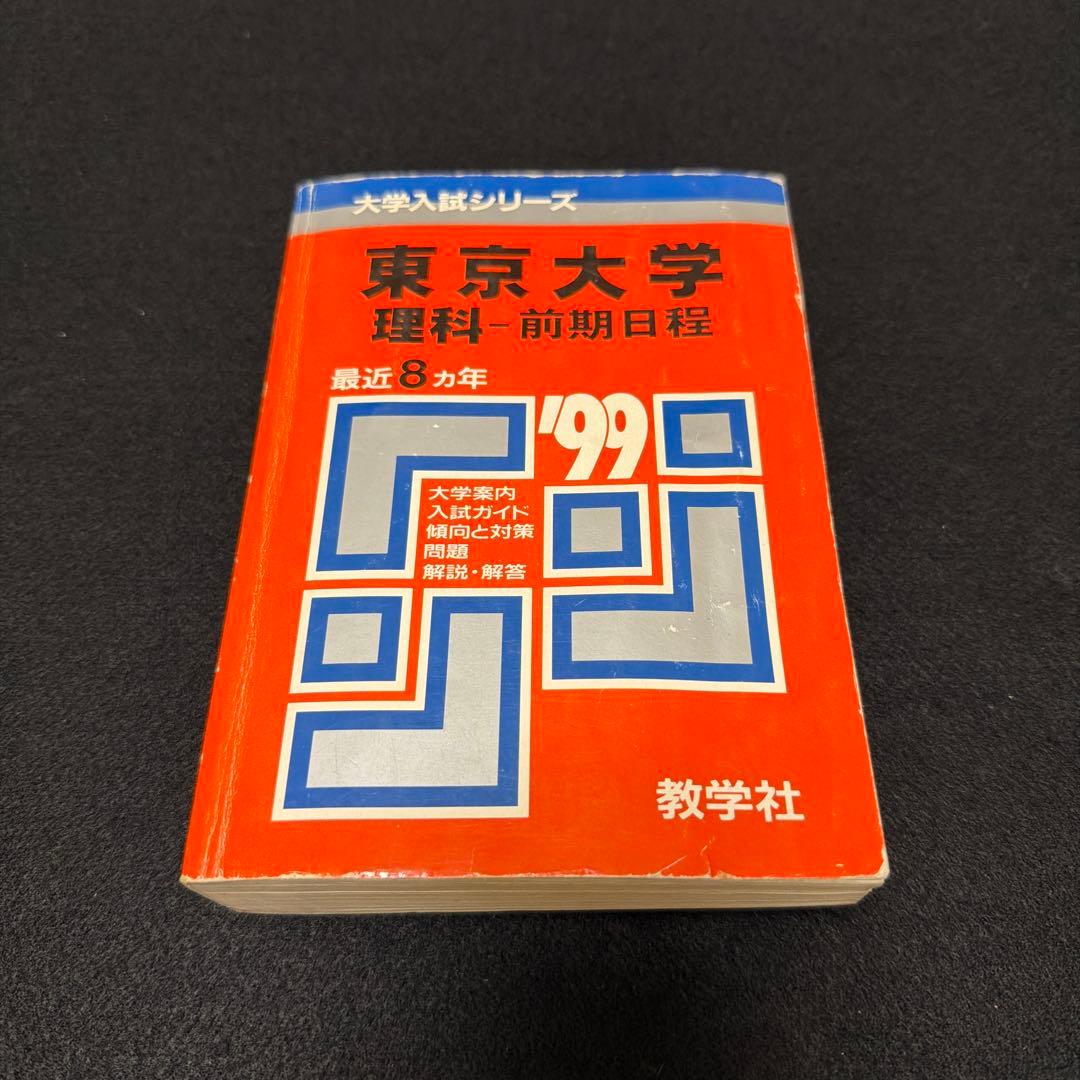 大学入試シリーズ
東京大学
理科-前期日程
最近8ヵ年
'99
大学案内
入試ガイド
傾向と対策
問題
解説・解答
教学社